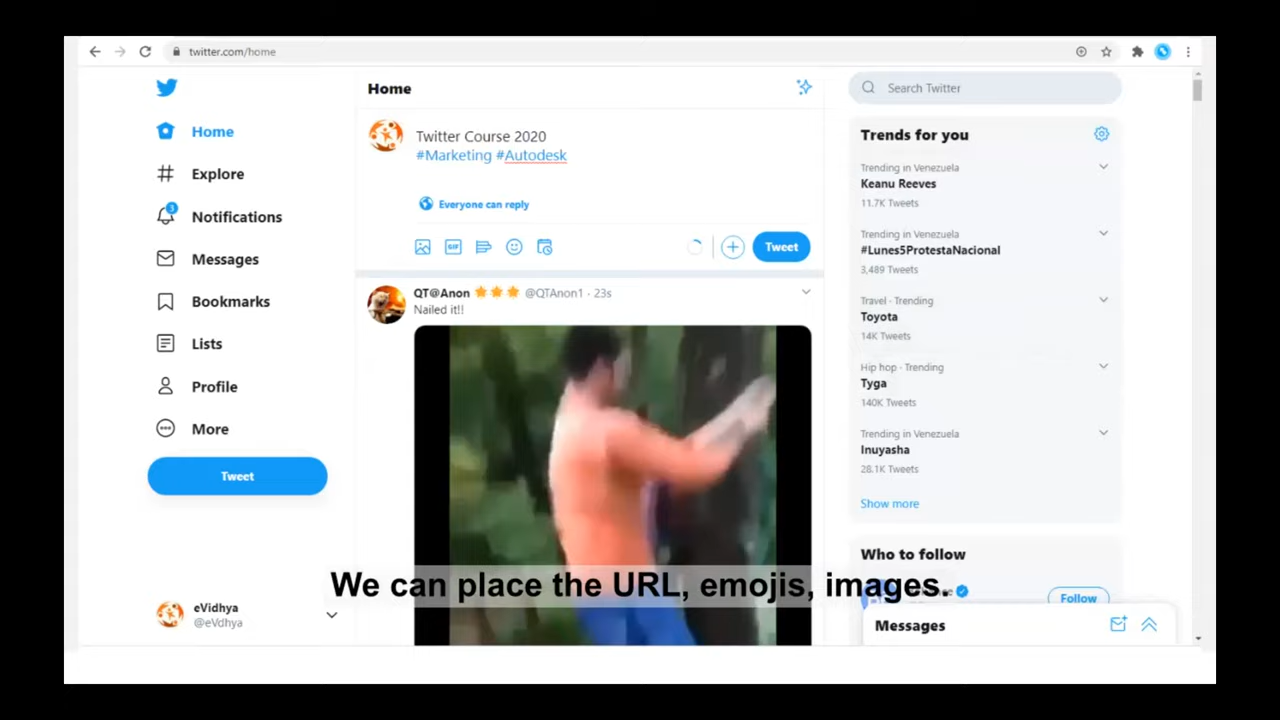 twitter.com/home
Home
Explore
3
Notifications
Messages
Bookmarks
Lists
Profile
More
Tweet
eVidhya
@eVdhya
Home
Twitter Course 2020
#Marketing #Autodesk
Everyone can reply
GIF
Tweet
QT@Anon @QTAnon1 · 23s
Nailed it!!
Search Twitter
Trends for you
Trending in Venezuela
Keanu Reeves
11.7K Tweets
Trending in Venezuela
#Lunes5ProtestaNacional
3,489 Tweets
Travel · Trending
Toyota
14K Tweets
Hip hop · Trending
Tyga
140K Tweets
Trending in Venezuela
Inuyasha
28.1K Tweets
Show more
Who to follow
Follow
Messages
We can place the URL, emojis, images.